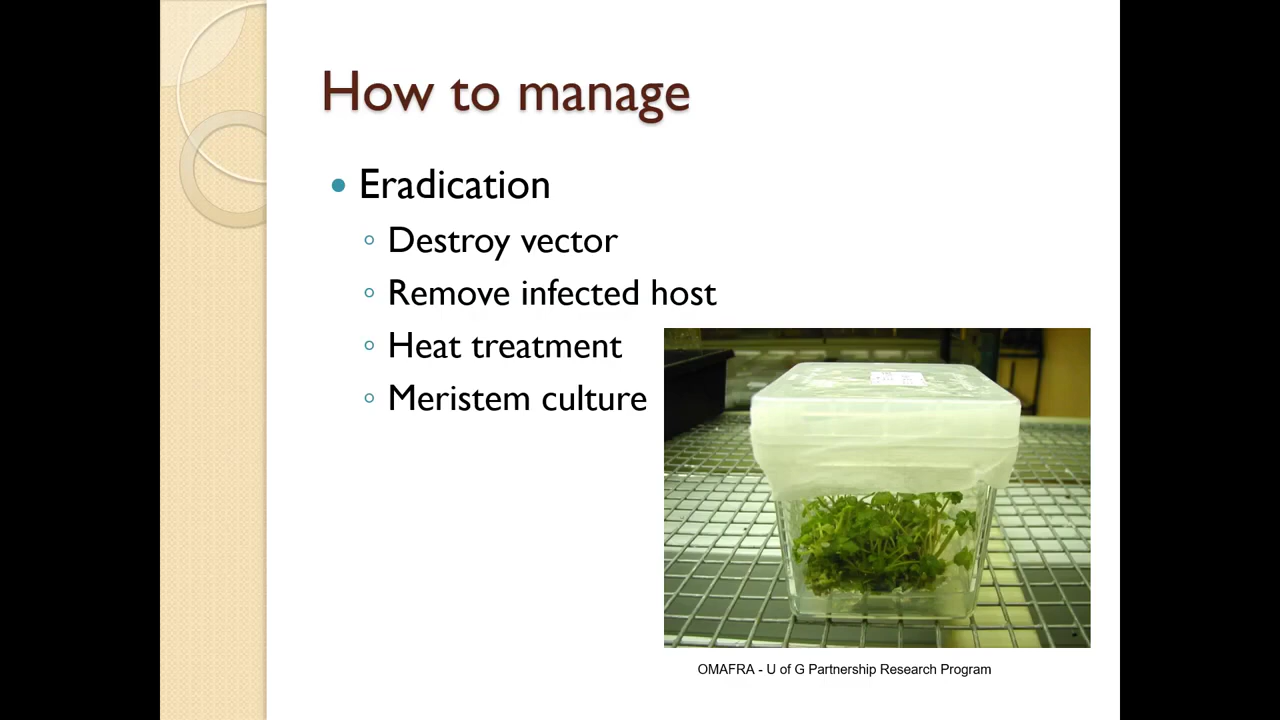 How to manage
Eradication
Destroy vector
Remove infected host
Heat treatment
Meristem culture
OMAFRA - U of G Partnership Research Program